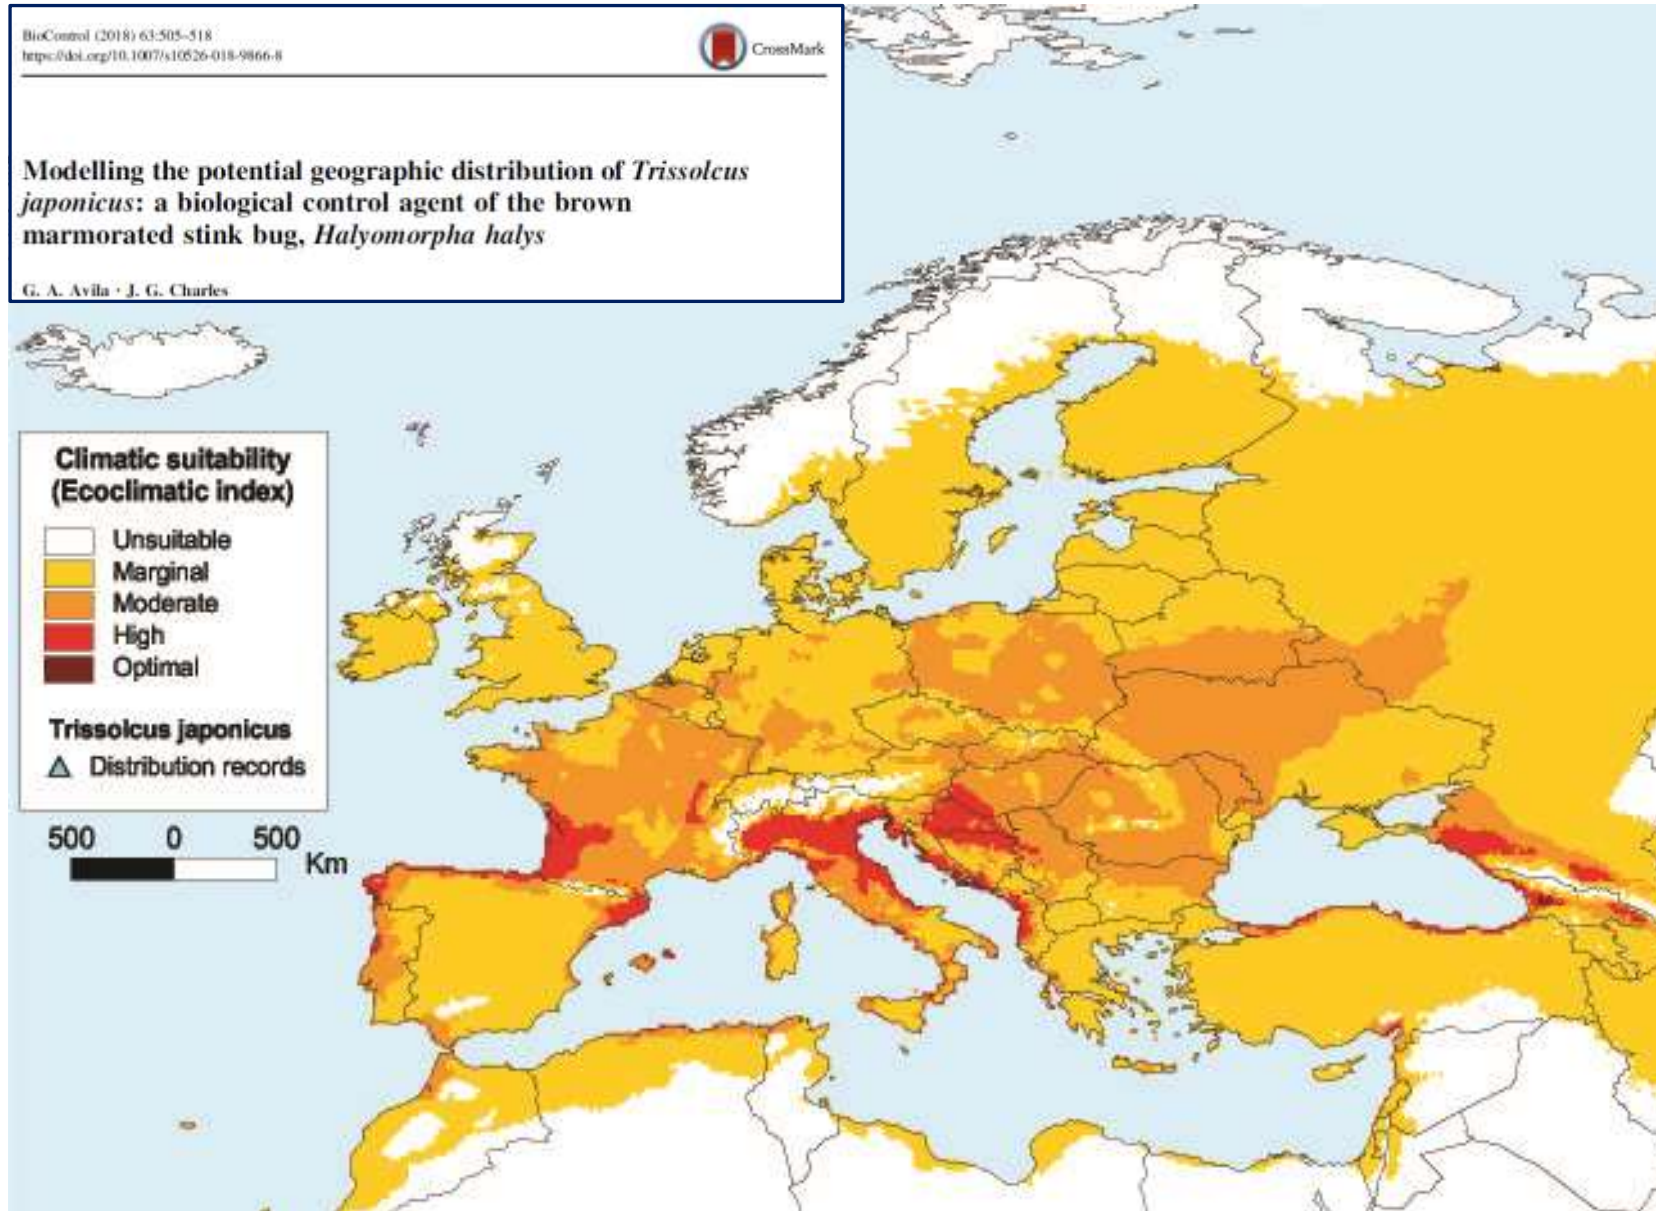 BioControl (2018) 63:505–518
https://doi.org/10.1007/s10526-018-9866-8
CrossMark
Modelling the potential geographic distribution of Trissolcus
japonicus: a biological control agent of the brown
marmorated stink bug, Halyomorpha halys
G. A. Avila · J. G. Charles
Climatic suitability
(Ecoclimatic index)
Unsuitable
Marginal
Moderate
High
Optimal
Trissolcus japonicus
Distribution records
500 0 500
Km